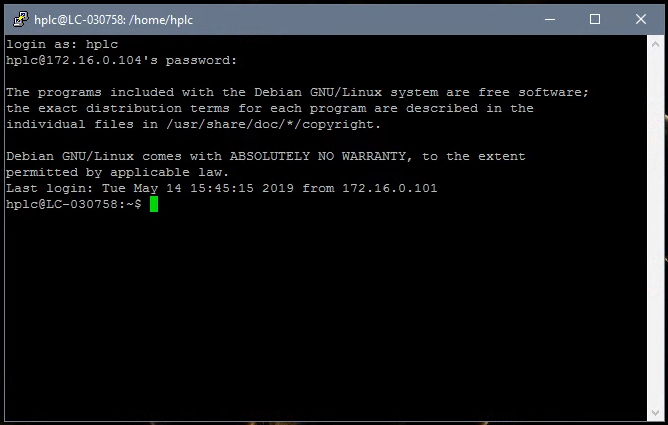 hplc@LC-030758: /home/hplc
login as: hplc
hplc@172.16.0.104's password:
The programs included with the Debian GNU/Linux system are free software;
the exact distribution terms for each program are described in the
individual files in /usr/share/doc/*/copyright.
Debian GNU/Linux comes with ABSOLUTELY NO WARRANTY, to the extent
permitted by applicable law.
Last login: Tue May 14 15:45:15 2019 from 172.16.0.101
hplc@LC-030758:~$